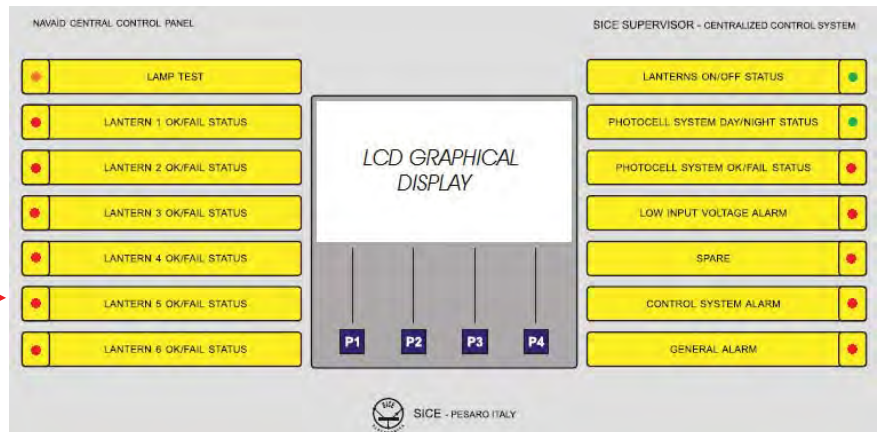 NAVAID CENTRAL CONTROL PANEL
SICE SUPERVISOR - CENTRALIZED CONTROL SYSTEM
LAMP TEST
LANTERN 1 OK/FAIL STATUS
LANTERN 2 OK/FAIL STATUS
LANTERN 3 OK/FAIL STATUS
LANTERN 4 OK/FAIL STATUS
LANTERN 5 OK/FAIL STATUS
LANTERN 6 OK/FAIL STATUS
LCD GRAPHICAL
DISPLAY
P1 P2 P3 P4
LANTERNS ON/OFF STATUS
PHOTOCELL SYSTEM DAY/NIGHT STATUS
PHOTOCELL SYSTEM OK/FAIL STATUS
LOW INPUT VOLTAGE ALARM
SPARE
CONTROL SYSTEM ALARM
GENERAL ALARM
SICE
SICE - PESARO ITALY